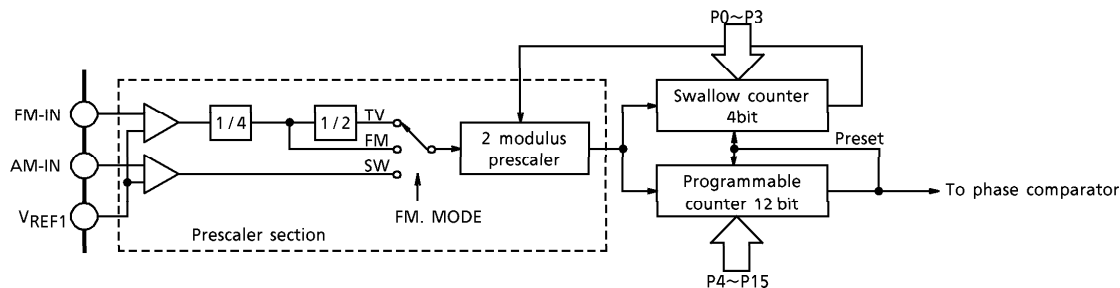 P0~P3
FM-IN
AM-IN
VREF1
1/4
1/2
TV
FM
SW
FM. MODE
Prescaler section
2 modulus
prescaler
Swallow counter
4bit
Preset
Programmable
counter 12 bit
To phase comparator
P4~P15